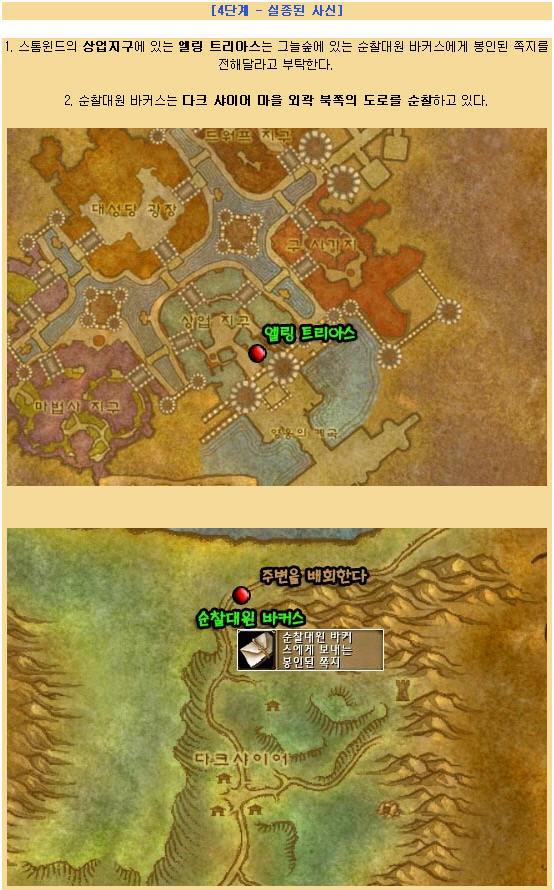 [4단계 - 실종된 사신]
1. 스톰윈드의 상업지구에 있는 엘링 트리아스는 그늘숲에 있는 순찰대원 바커스에게 봉인된 쪽지를
전해달라고 부탁한다.
2. 순찰대원 바커스는 다크 샤이어 마을 외곽 북쪽의 도로를 순찰하고 있다.
드워프 지구
대성당 광장
구 시가지
상업 지구
엘링 트리아스
마법사 지구
영웅의 계곡
주변을 배회한다
순찰대원 바커스
순찰대원 바커
스에게 보내는
봉인된 쪽지
다크샤이어